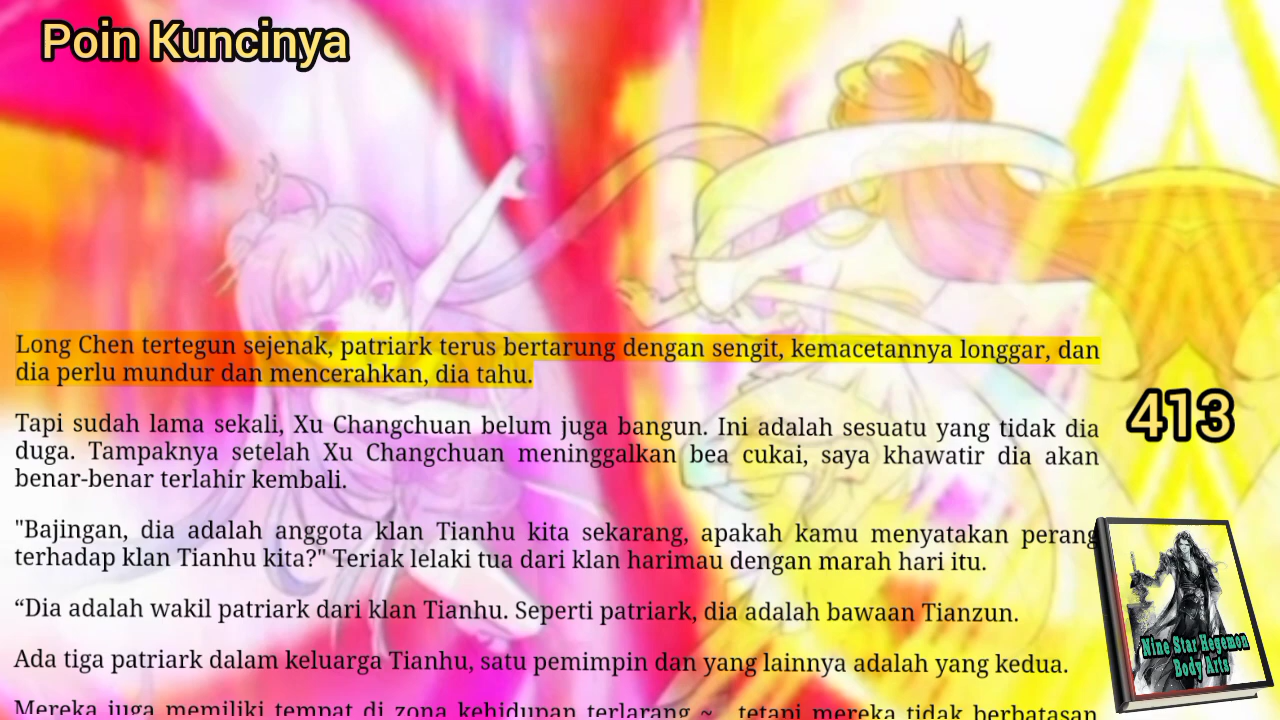 Poin Kuncinya
Long Chen tertegun sejenak, patriark terus bertarung dengan sengit, kemacetannya longgar, dan
dia perlu mundur dan mencerahkan, dia tahu.
Tapi sudah lama sekali, Xu Changchuan belum juga bangun. Ini adalah sesuatu yang tidak dia
duga. Tampaknya setelah Xu Changchuan meninggalkan bea cukai, saya khawatir dia akan
benar-benar terlahir kembali.
413
"Bajingan, dia adalah anggota klan Tianhu kita sekarang, apakah kamu menyatakan perang
terhadap klan Tianhu kita?" Teriak lelaki tua dari klan harimau dengan marah hari itu.
“Dia adalah wakil patriark dari klan Tianhu. Seperti patriark, dia adalah bawaan Tianzun.
Ada tiga patriark dalam keluarga Tianhu, satu pemimpin dan yang lainnya adalah yang kedua.
Mereka juga memiliki tempat di zona kehidupan terlarang ~ tetapi mereka tidak berbatasan
Nine Star Hegemon
Body Arts